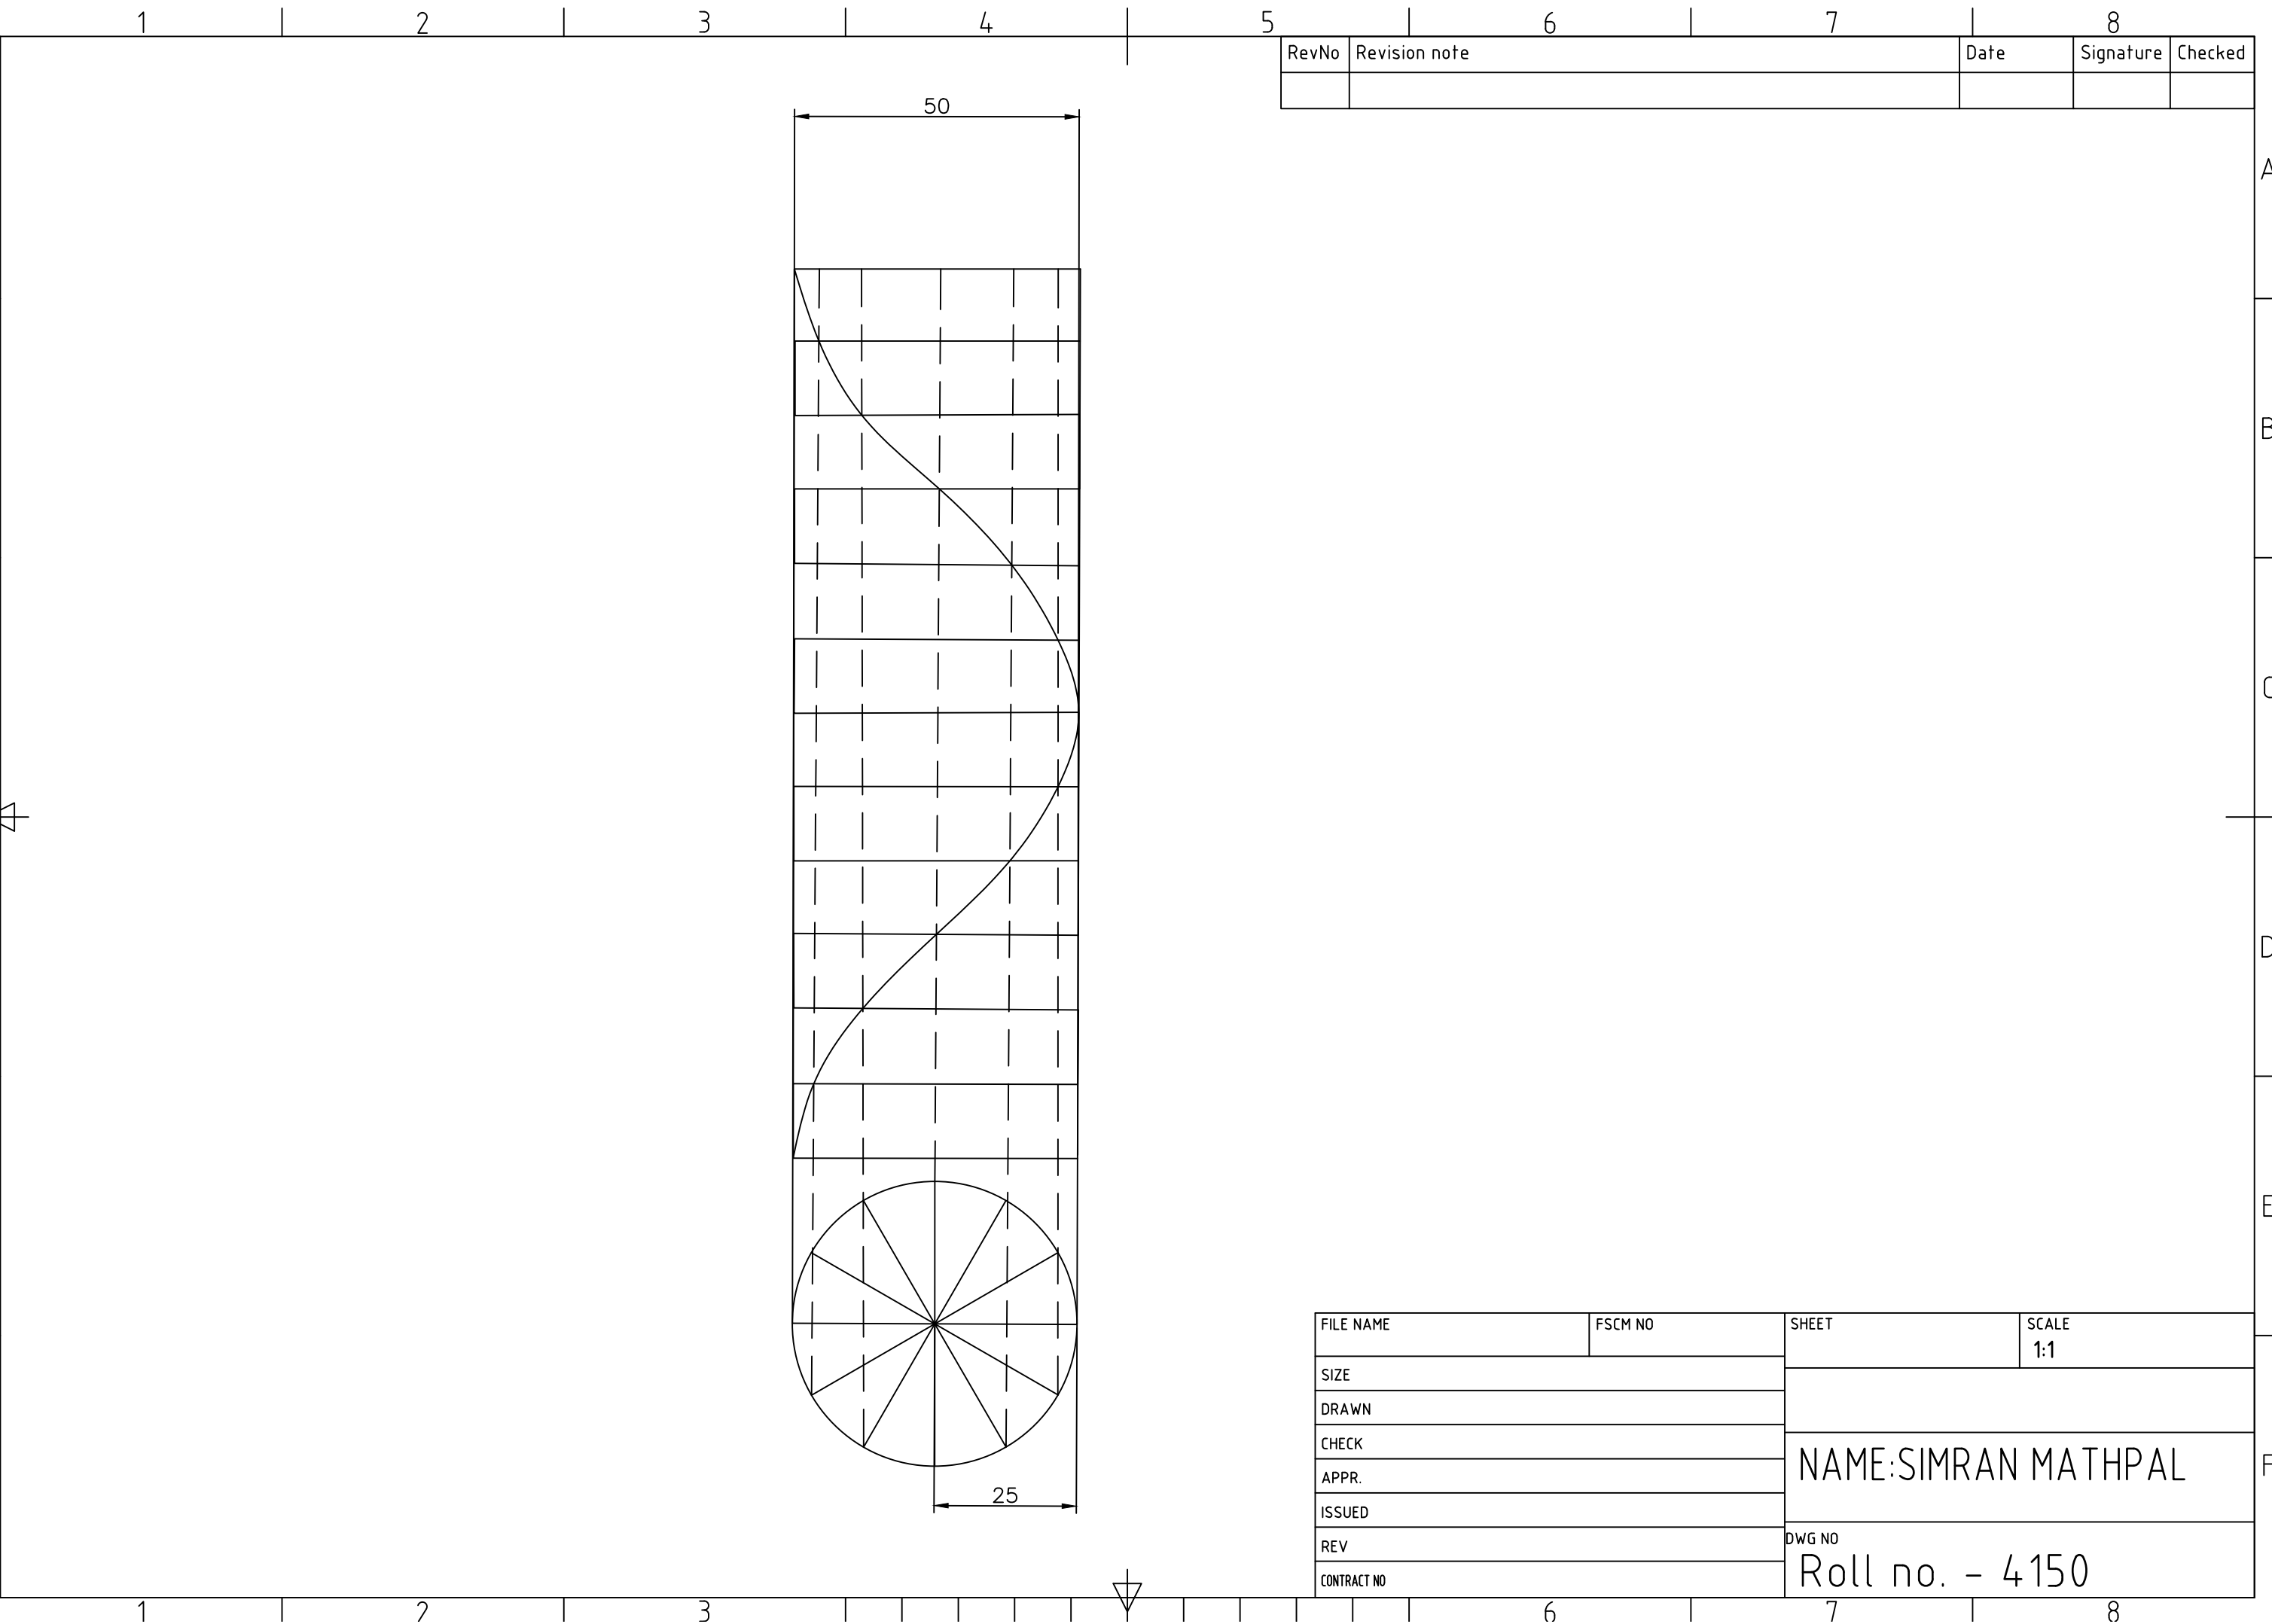 1 2 3 4 5 6 7 8
RevNo Revision note Date Signature Checked
50
A
B
C
D
E
FILE NAME FSCM NO SHEET SCALE
1:1
SIZE
DRAWN
CHECK
NAME:SIMRAN MATHPAL
F
APPR.
25
ISSUED
REV
DWG NO
Roll no. - 4150
CONTRACT NO
1 2 3 6 7 8